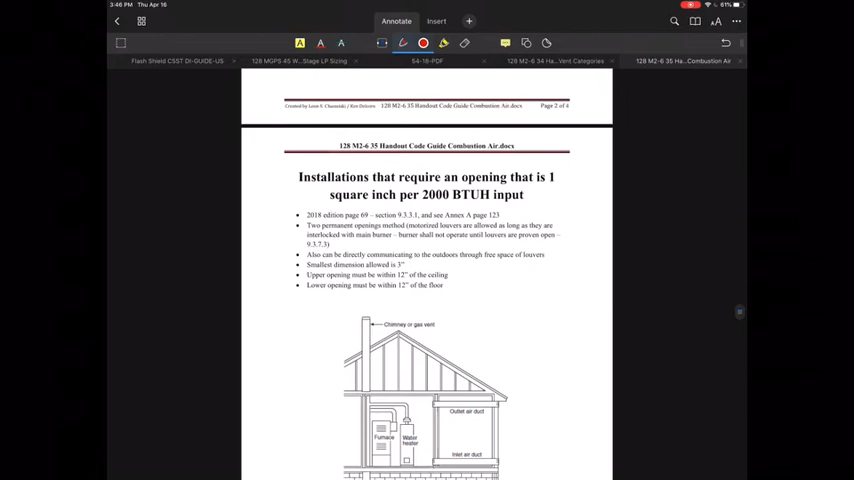 3:46 PM Thu Apr 16
61%
Annotate Insert
A A A
Flash Shield CSST DI-GUIDE-US
128 MGPS 45 W...Stage LP Sizing
54-18-PDF
128 M2-6 34 Ha...Vent Categories
128 M2-6 35 Ha...Combustion Air
128 M2-6 35 Handout Code Guide Combustion Air.docx Page 2 of 4
128 M2-6 35 Handout Code Guide Combustion Air.docx
Installations that require an opening that is 1
square inch per 2000 BTUH input
• 2018 edition page 69 – section 9.3.3.1, and see Annex A page 123
• Two permanent openings method (motorized louvers are allowed as long as they are
interlocked with main burner – burner shall not operate until louvers are proven open –
9.3.7.3)
• Also can be directly communicating to the outdoors through free space of louvers
• Smallest dimension allowed is 3”
• Upper opening must be within 12” of the ceiling
• Lower opening must be within 12” of the floor
Chimney or gas vent
Outlet air duct
Furnace
Water
heater
Inlet air duct